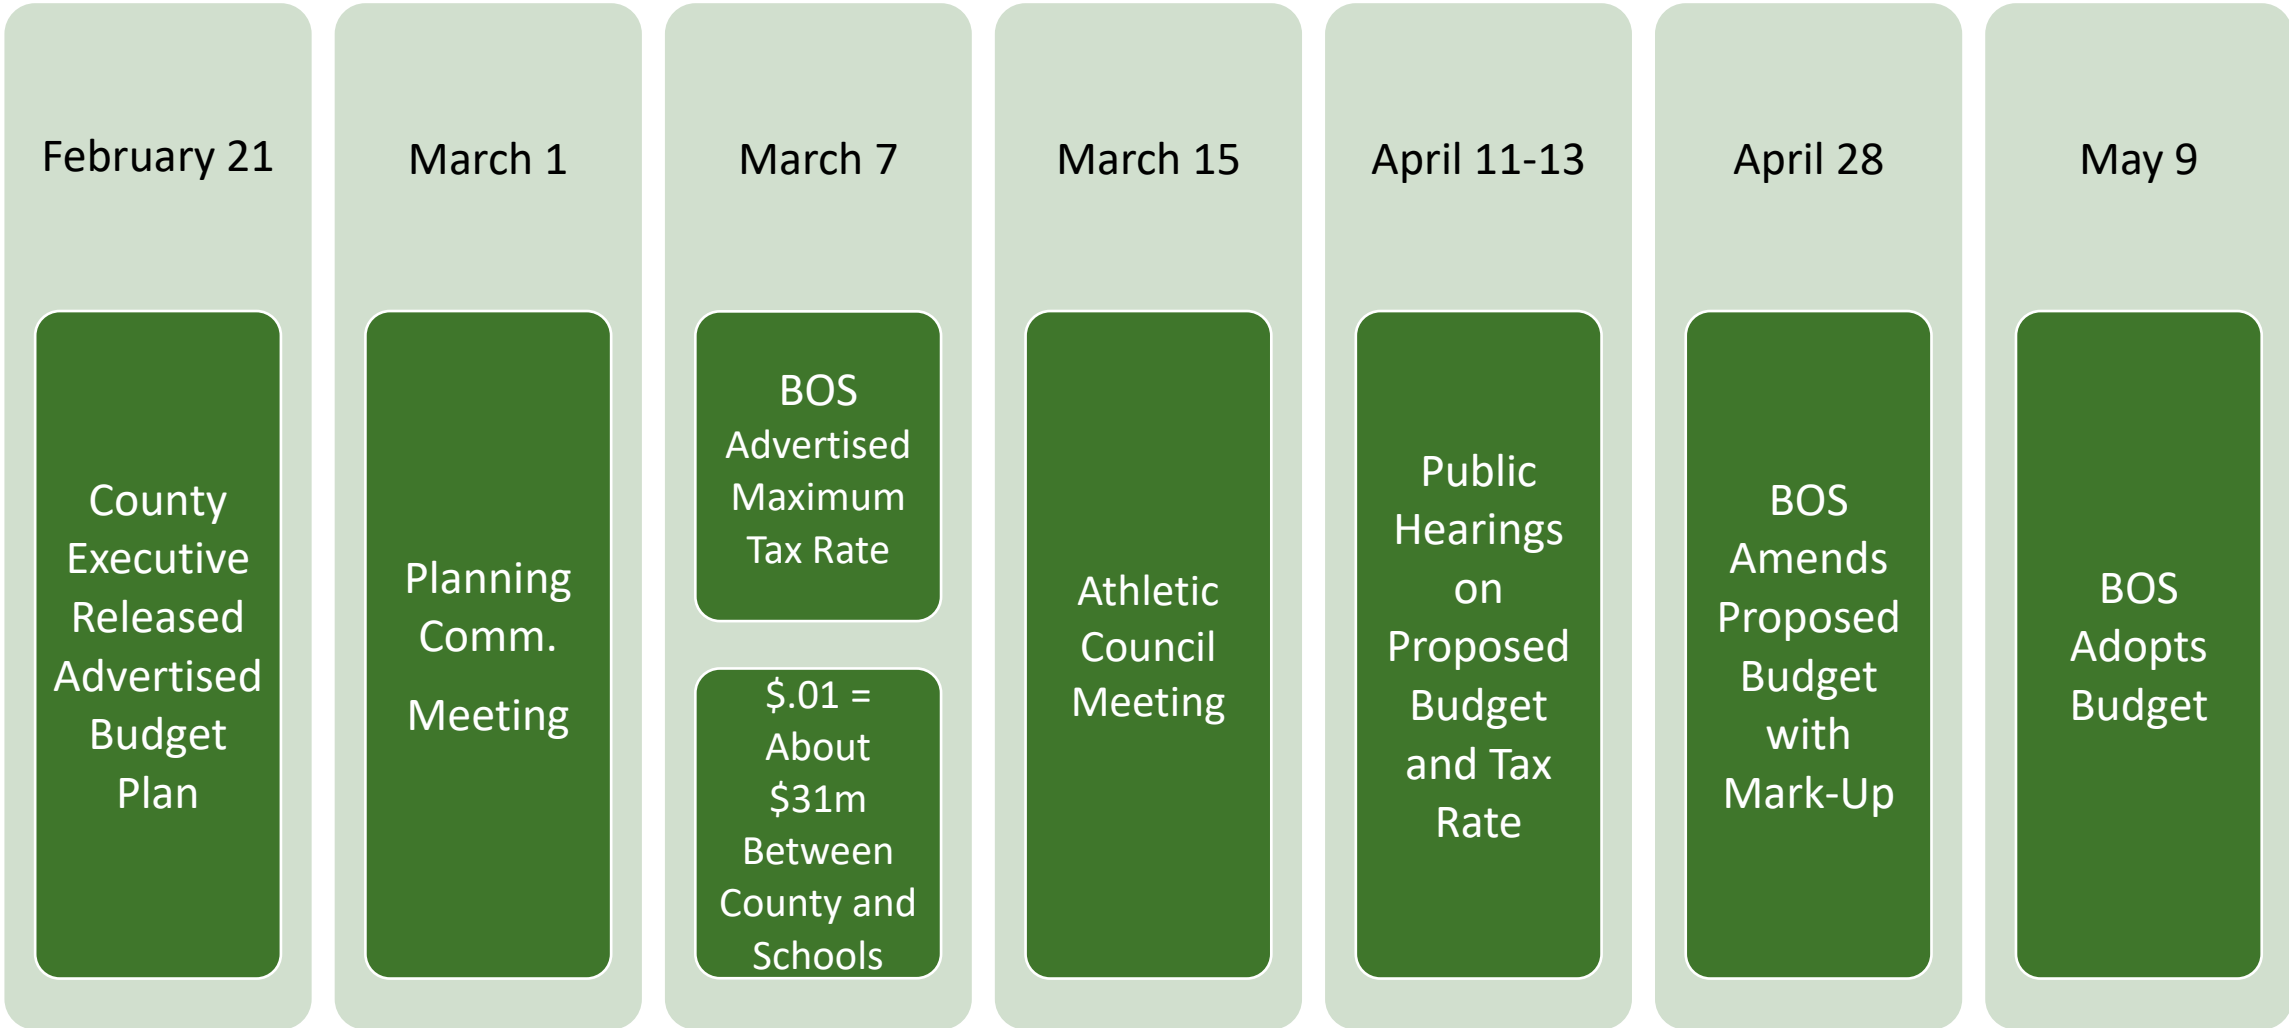 February 21
County
Executive
Released
Advertised
Budget
Plan
March 1
Planning
Comm.
Meeting
March 7
BOS
Advertised
Maximum
Tax Rate
$.01 =
About
$31m
Between
County and
Schools
March 15
Athletic
Council
Meeting
April 11-13
Public
Hearings
on
Proposed
Budget
and Tax
Rate
April 28
BOS
Amends
Proposed
Budget
with
Mark-Up
May 9
BOS
Adopts
Budget